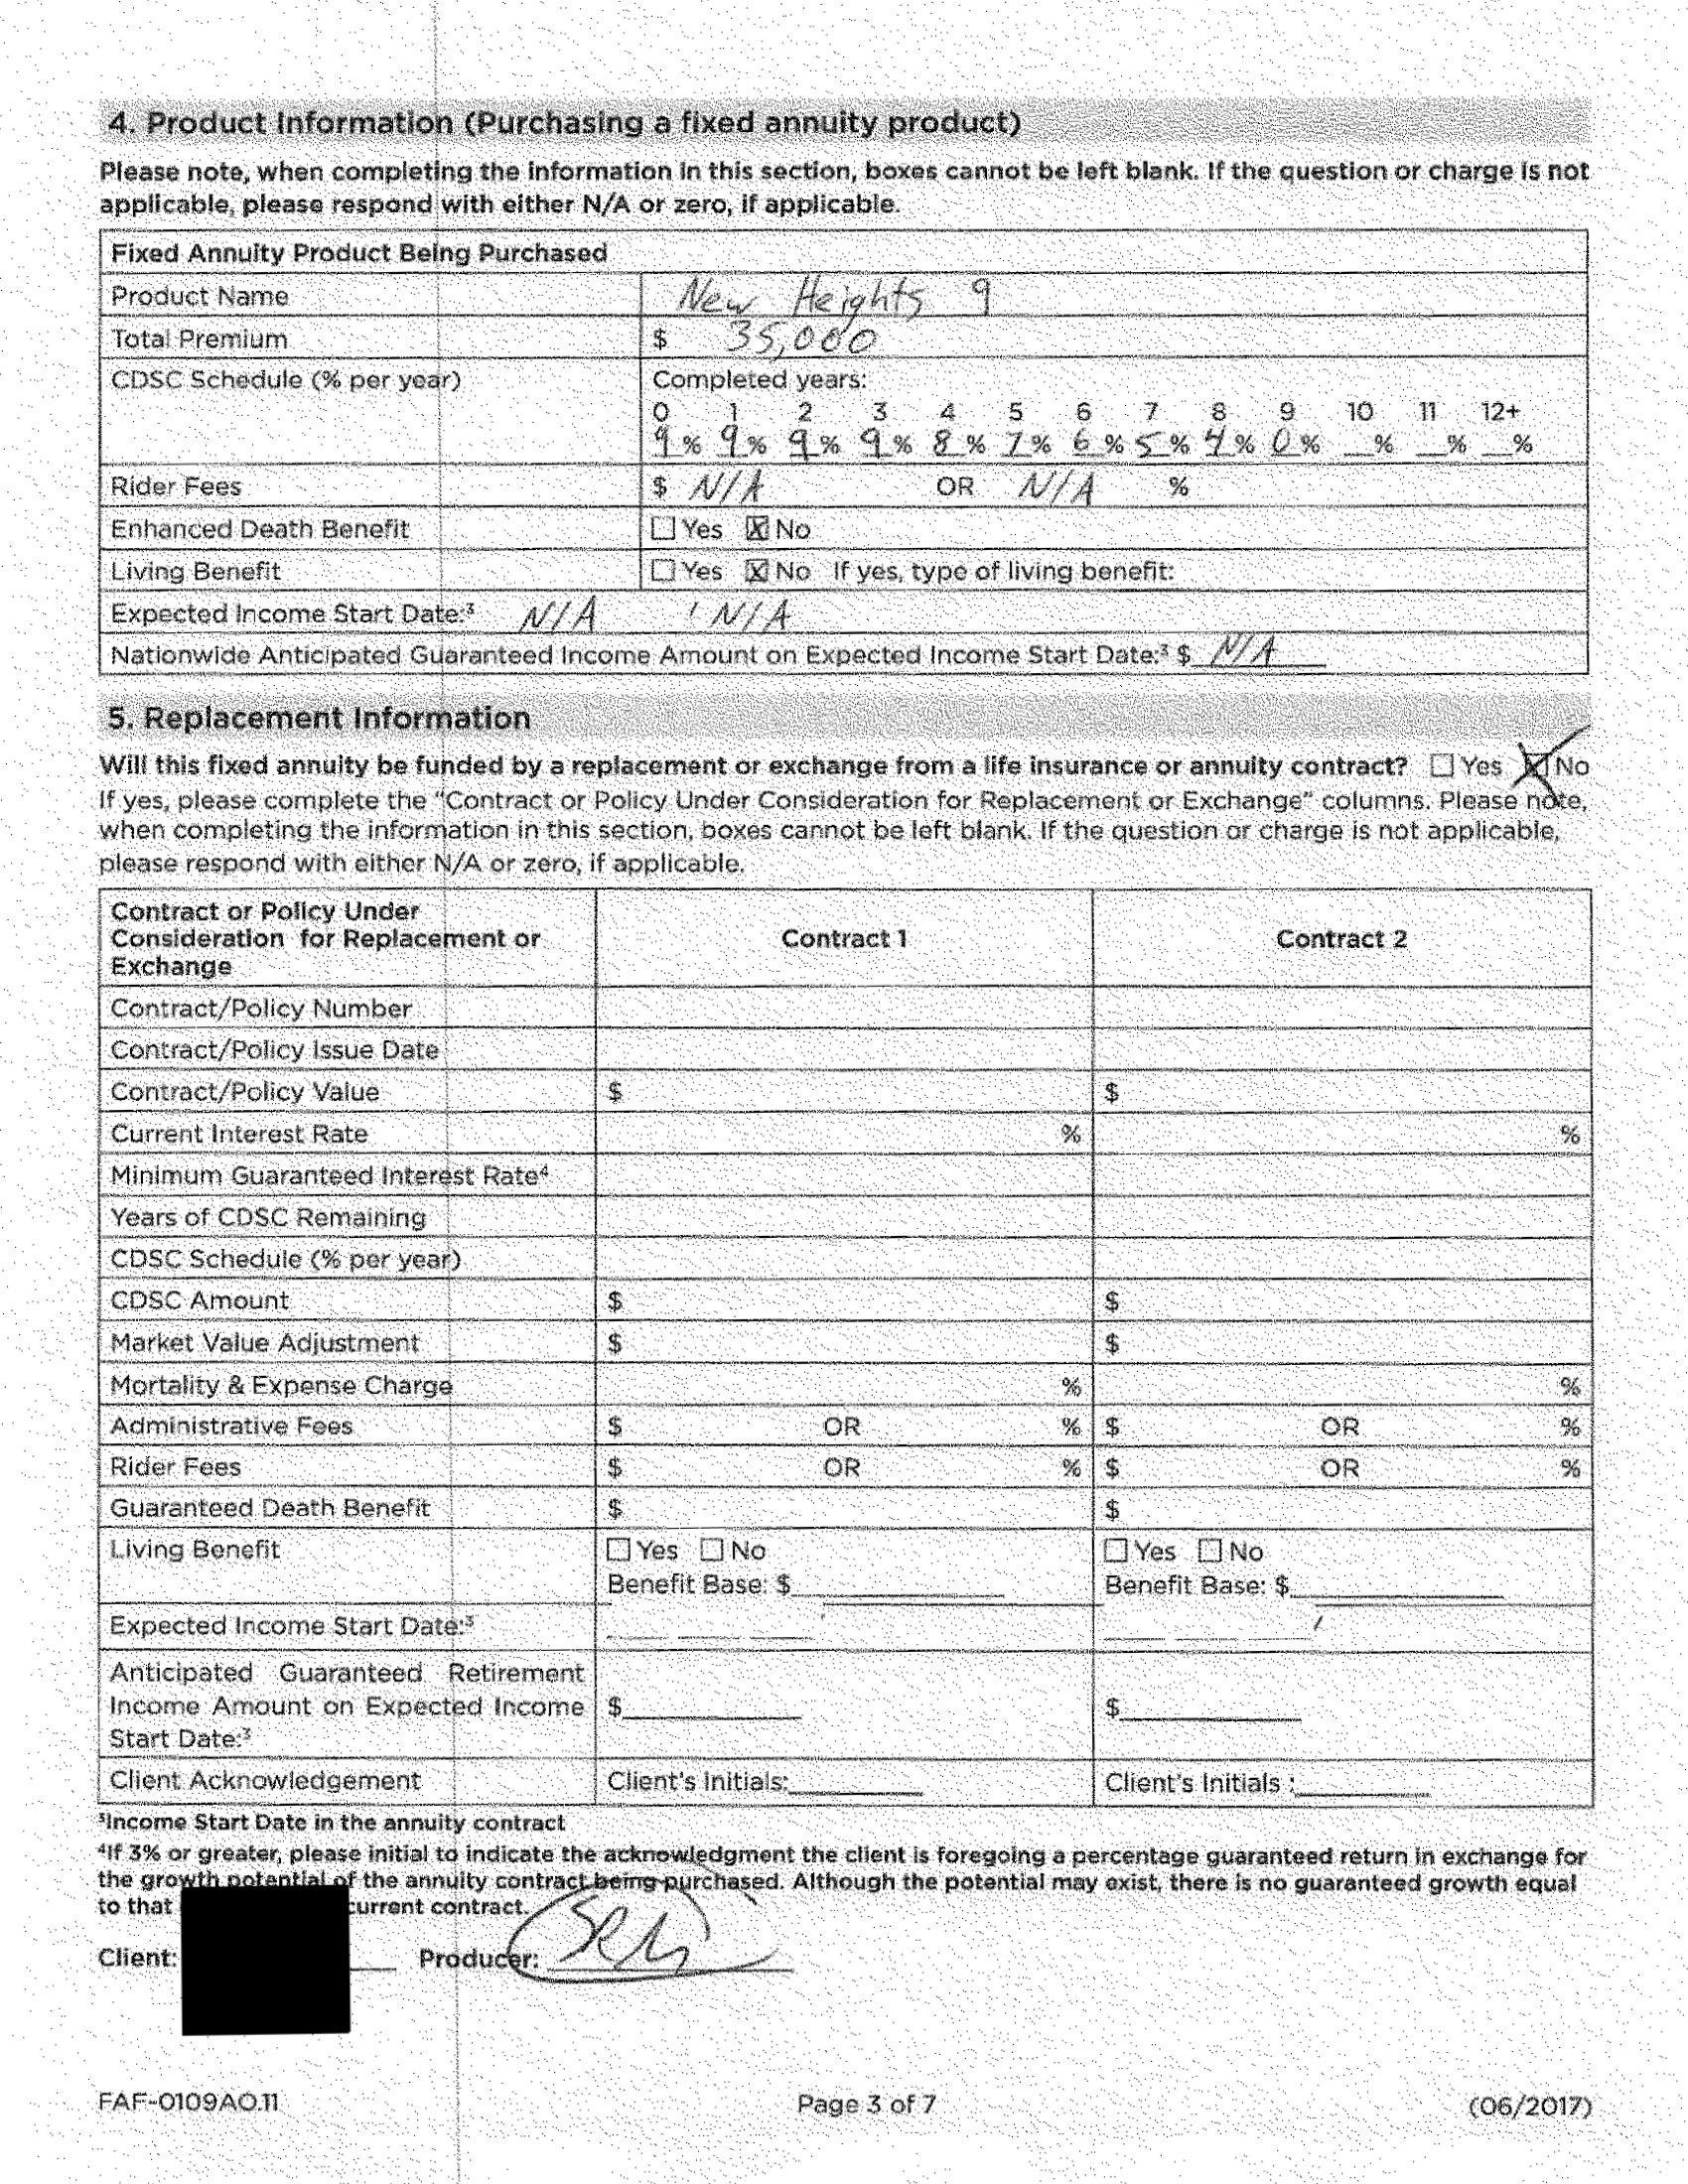 4. Product Information (Purchasing a fixed annuity product)
Please note, when completing the information in this section, boxes cannot be left blank. If the question or charge is not
applicable, please respond with either N/A or zero, if applicable.
Fixed Annuity Product Being Purchased
Product Name New Heights 9
Total Premium $ 35,000
CDSC Schedule (% per year) Completed years:
0 1 2 3 4 5 6 7 8 9 10 11 12+
9 % 9 % 9 % 9 % 8 % 7 % 6 % 5 % 4 % 0 % __% __% __%
Rider Fees $ N/A OR N/A %
Enhanced Death Benefit ☐ Yes ☒ No
Living Benefit ☐ Yes ☒ No If yes, type of living benefit:
Expected Income Start Date:³ N/A N/A
Nationwide Anticipated Guaranteed Income Amount on Expected Income Start Date:³ $ N/A
5. Replacement Information
Will this fixed annuity be funded by a replacement or exchange from a life insurance or annuity contract? ☐ Yes ☒ No
If yes, please complete the "Contract or Policy Under Consideration for Replacement or Exchange" columns. Please note,
when completing the information in this section, boxes cannot be left blank. If the question or charge is not applicable,
please respond with either N/A or zero, if applicable.
Contract or Policy Under
Consideration for Replacement or Contract 1 Contract 2
Exchange
Contract/Policy Number
Contract/Policy Issue Date
Contract/Policy Value $ $
Current Interest Rate % %
Minimum Guaranteed Interest Rate⁴
Years of CDSC Remaining
CDSC Schedule (% per year)
CDSC Amount $ $
Market Value Adjustment $ $
Mortality & Expense Charge % %
Administrative Fees $ OR % $ OR %
Rider Fees $ OR % $ OR %
Guaranteed Death Benefit $ $
Living Benefit ☐ Yes ☐ No ☐ Yes ☐ No
Benefit Base: $ Benefit Base: $
Expected Income Start Date:³
Anticipated Guaranteed Retirement
Income Amount on Expected Income $ $
Start Date:³
Client Acknowledgement Client's Initials: Client's Initials :
³Income Start Date in the annuity contract
⁴If 3% or greater, please initial to indicate the acknowledgment the client is foregoing a percentage guaranteed return in exchange for
the growth potential of the annuity contract being purchased. Although the potential may exist, there is no guaranteed growth equal
to that current contract.
Client: Producer:
FAF-0109AO.11 Page 3 of 7 (06/2017)